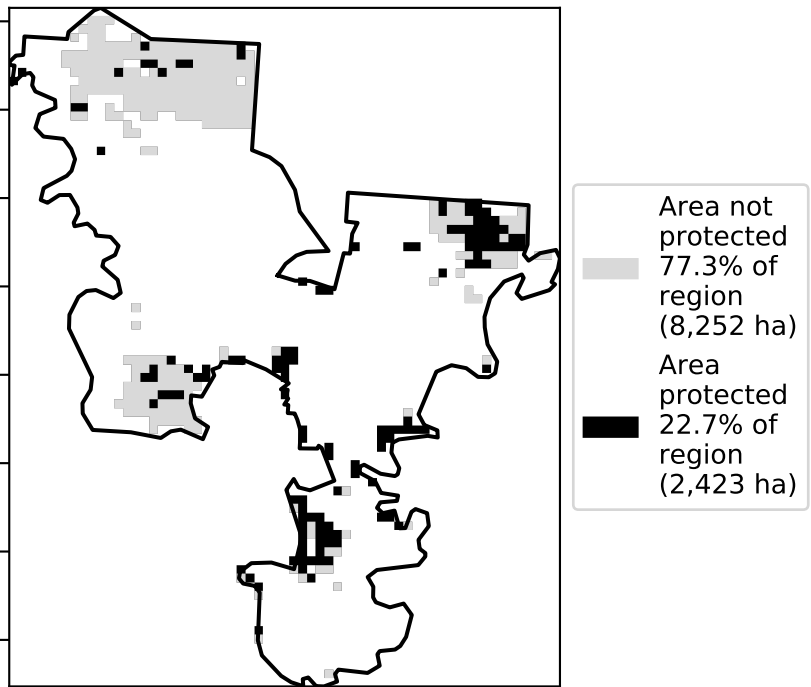 Area not
protected
77.3% of
region
(8,252 ha)
Area
protected
22.7% of
region
(2,423 ha)